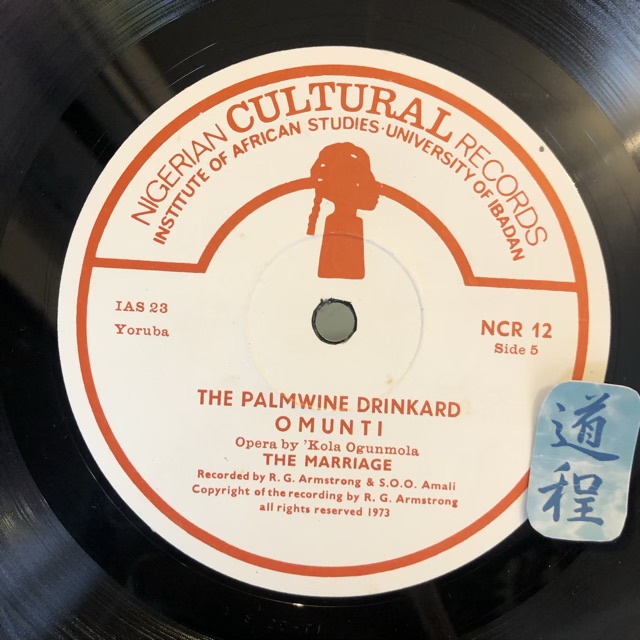 NIGERIAN CULTURAL RECORDS
INSTITUTE OF AFRICAN STUDIES·UNIVERSITY OF IBADAN
IAS 23
Yoruba
NCR 12
Side 5
THE PALMWINE DRINKARD
OMUNTI
Opera by 'Kola Ogunmola
THE MARRIAGE
Recorded by R. G. Armstrong & S.O.O. Amali
Copyright of the recording by R. G. Armstrong
all rights reserved 1973
道程